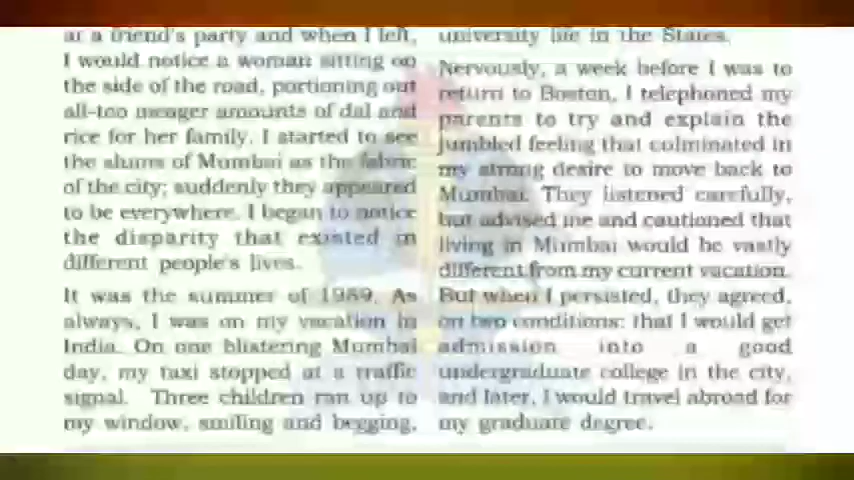 at a friend's party and when I left,
I would notice a woman sitting on
the side of the road, portioning out
all-too meager amounts of dal and
rice for her family. I started to see
the slums of Mumbai as the fabric
of the city; suddenly they appeared
to be everywhere. I began to notice
the disparity that existed in
different people's lives.
It was the summer of 1989. As
always, I was on my vacation in
India. On one blistering Mumbai
day, my taxi stopped at a traffic
signal. Three children ran up to
my window, smiling and begging,
university life in the States.
Nervously, a week before I was to
return to Boston, I telephoned my
parents to try and explain the
jumbled feeling that culminated in
my strong desire to move back to
Mumbai. They listened carefully,
but advised me and cautioned that
living in Mumbai would be vastly
different from my current vacation.
But when I persisted, they agreed,
on two conditions: that I would get
admission into a good
undergraduate college in the city,
and later, I would travel abroad for
my graduate degree.